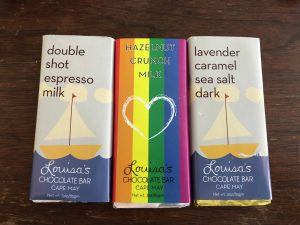 double
shot
espresso
milk
Louisa's
CHOCOLATE BAR
CAPE MAY
HAZELNUT
CRUNCH
MILK
Louisa's
CHOCOLATE BAR
CAPE MAY
lavender
caramel
sea salt
dark
Louisa's
CHOCOLATE BAR
CAPE MAY